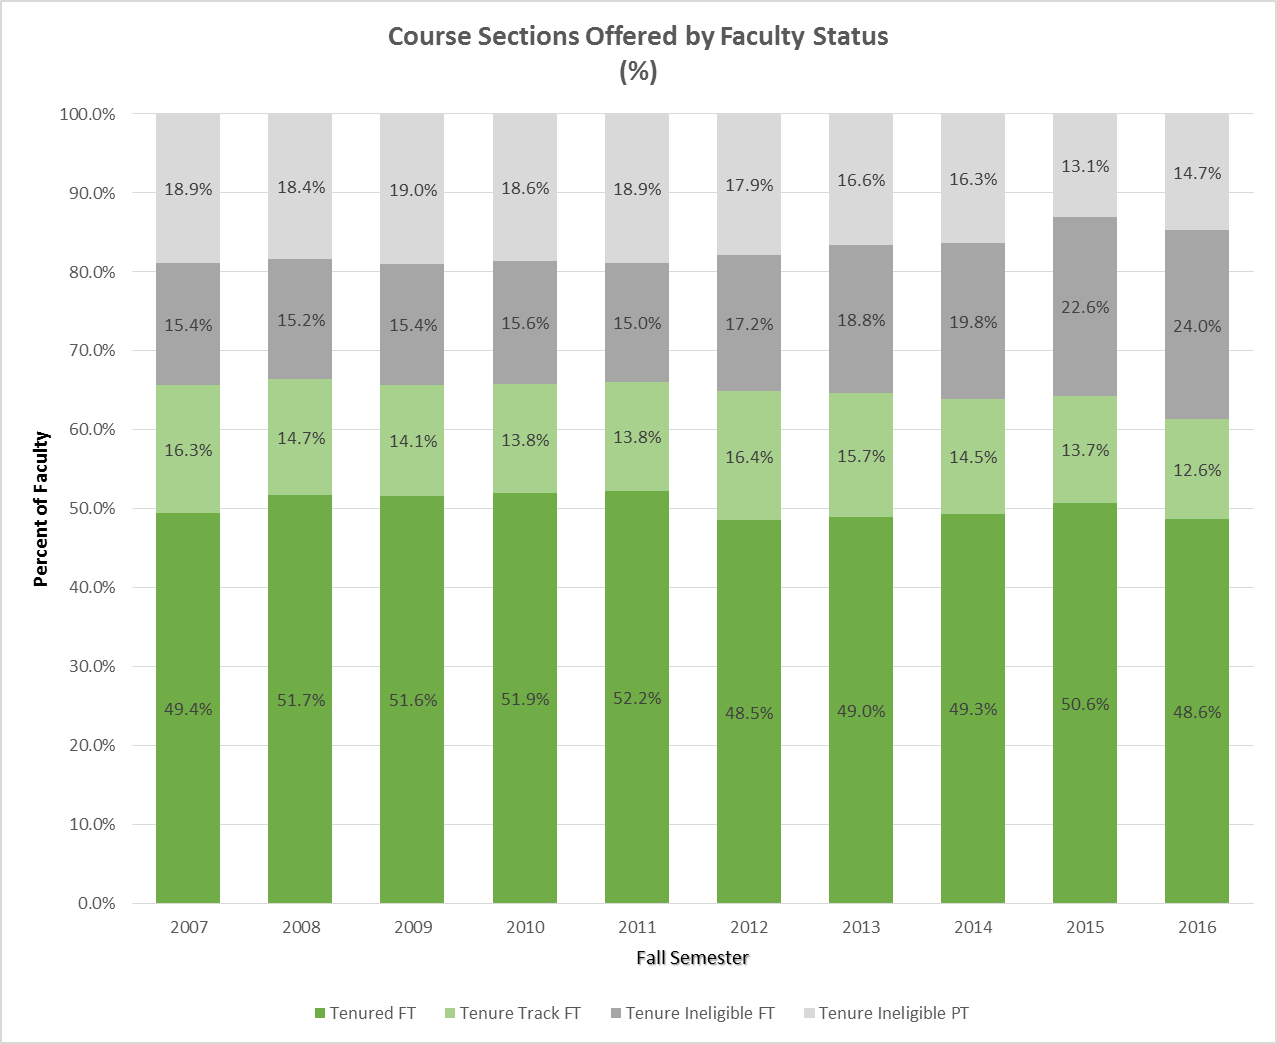 Course Sections Offered by Faculty Status
(%)
Percent of Faculty
100.0%
90.0%
80.0%
70.0%
60.0%
50.0%
40.0%
30.0%
20.0%
10.0%
0.0%
18.9% 18.4% 19.0% 18.6% 18.9% 17.9% 16.6% 16.3% 13.1% 14.7%
15.4% 15.2% 15.4% 15.6% 15.0% 17.2% 18.8% 19.8% 22.6% 24.0%
16.3% 14.7% 14.1% 13.8% 13.8% 16.4% 15.7% 14.5% 13.7% 12.6%
49.4% 51.7% 51.6% 51.9% 52.2% 48.5% 49.0% 49.3% 50.6% 48.6%
2007 2008 2009 2010 2011 2012 2013 2014 2015 2016
Fall Semester
Tenured FT Tenure Track FT Tenure Ineligible FT Tenure Ineligible PT